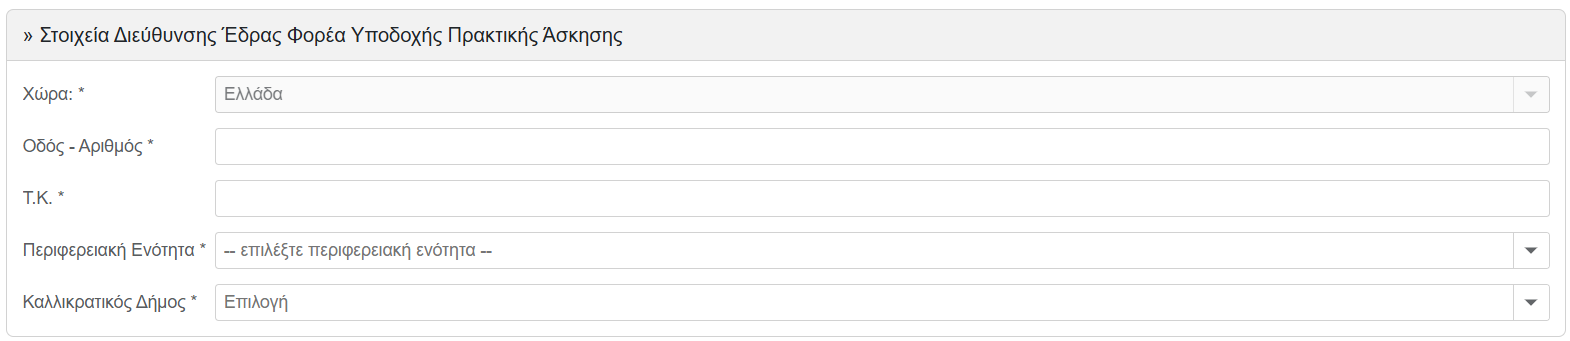 » Στοιχεία Διεύθυνσης Έδρας Φορέα Υποδοχής Πρακτικής Άσκησης
Χώρα: * Ελλάδα
Οδός - Αριθμός *
Τ.Κ. *
Περιφερειακή Ενότητα * -- επιλέξτε περιφερειακή ενότητα --
Καλλικρατικός Δήμος * Επιλογή